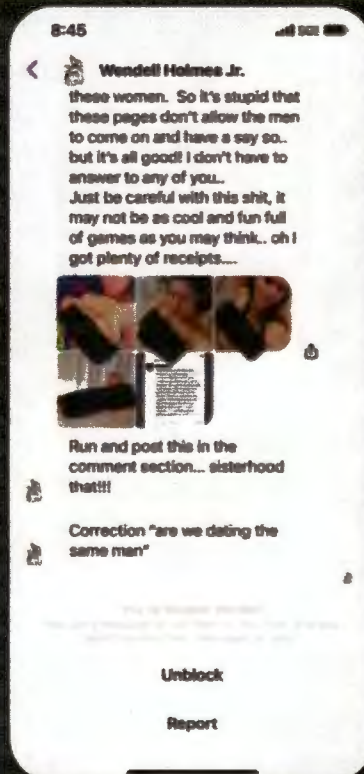 8:45
SOS
Wendell Holmes Jr.
these women. So it's stupid that
these pages don't allow the men
to come on and have a say so..
but it's all good! I don't have to
answer to any of you..
Just be careful with this shit, it
may not be as cool and fun full
of games as you may think.. oh I
got plenty of receipts....
Run and post this in the
comment section... sisterhood
that!!!
Correction "are we dating the
same man"
Unblock
Report